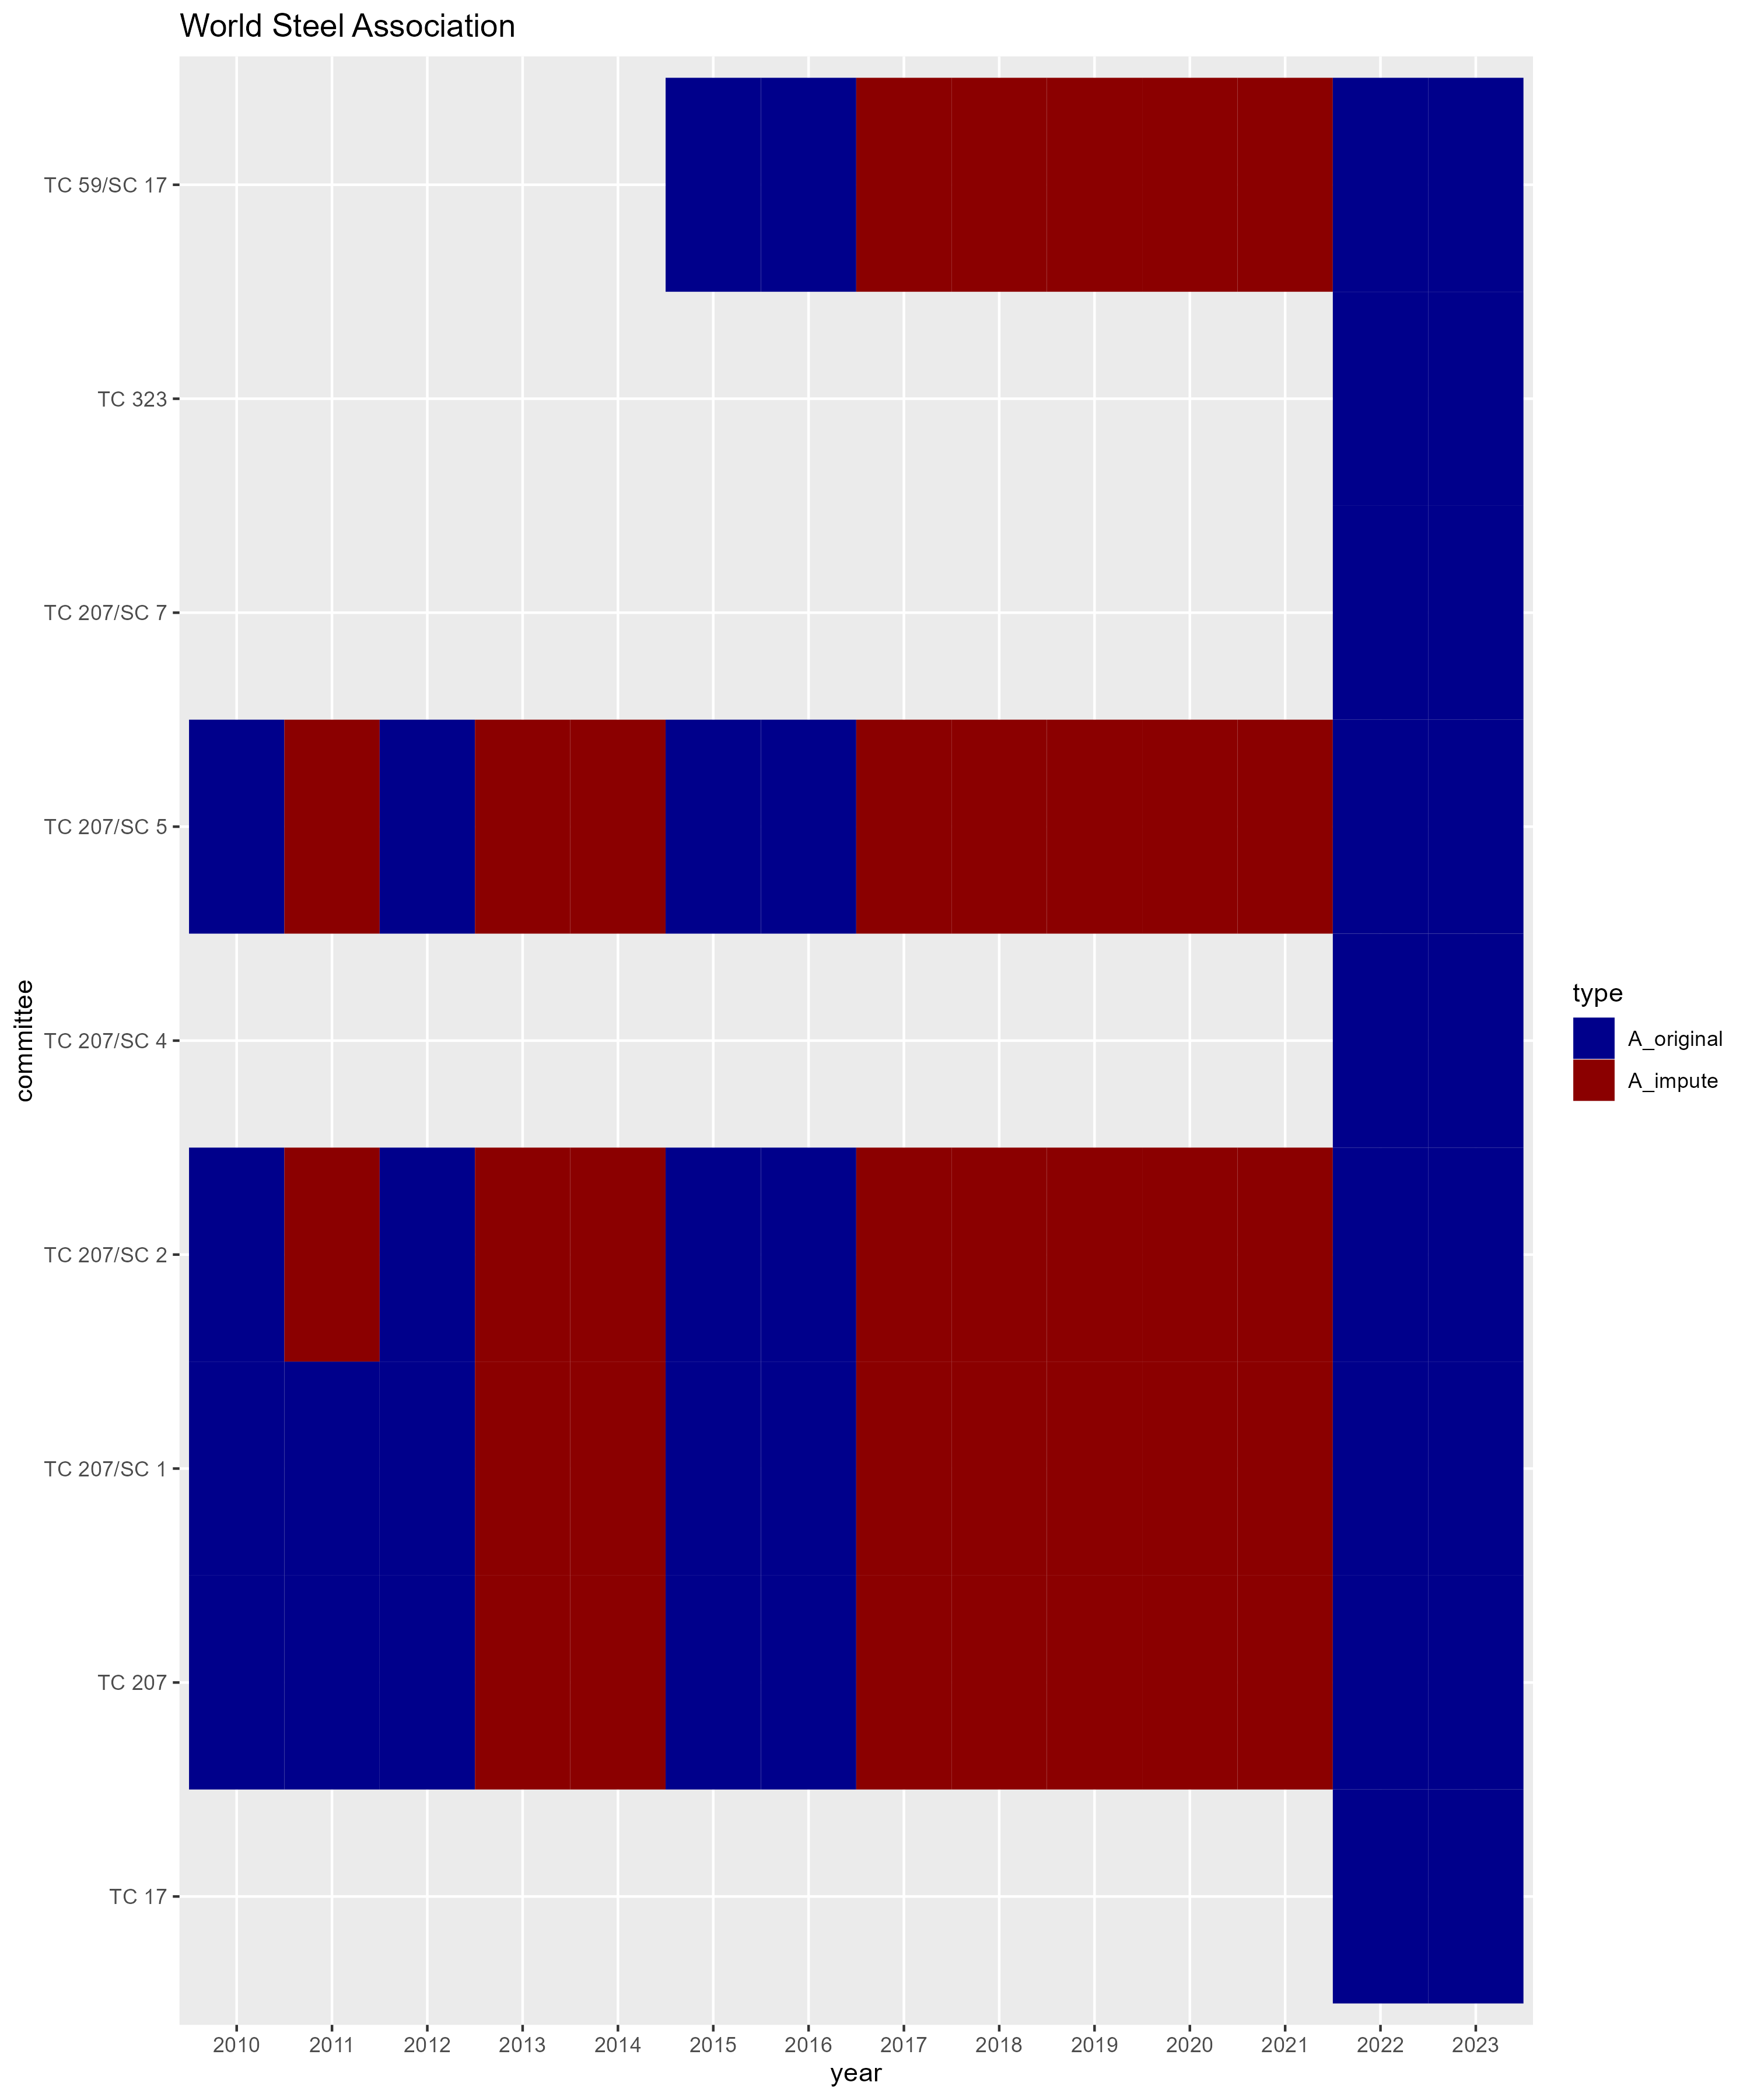 World Steel Association
committee
TC 59/SC 17
TC 323
TC 207/SC 7
TC 207/SC 5
TC 207/SC 4
TC 207/SC 2
TC 207/SC 1
TC 207
TC 17
2010 2011 2012 2013 2014 2015 2016 2017 2018 2019 2020 2021 2022 2023
year
type
A_original
A_impute